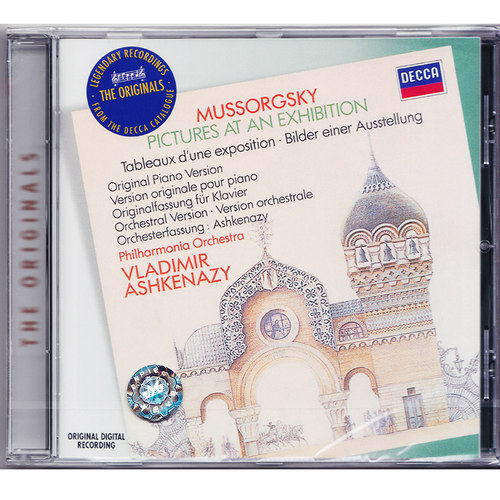 LEGENDARY RECORDINGS
THE ORIGINALS
FROM THE DECCA CATALOGUE
DECCA
MUSSORGSKY
PICTURES AT AN EXHIBITION
Tableaux d'une exposition · Bilder einer Ausstellung
Original Piano Version
Version originale pour piano
Originalfassung für Klavier
Orchestral Version · Version orchestrale
Orchesterfassung: Ashkenazy
Philharmonia Orchestra
VLADIMIR
ASHKENAZY
THE ORIGINALS
ORIGINAL DIGITAL
RECORDING